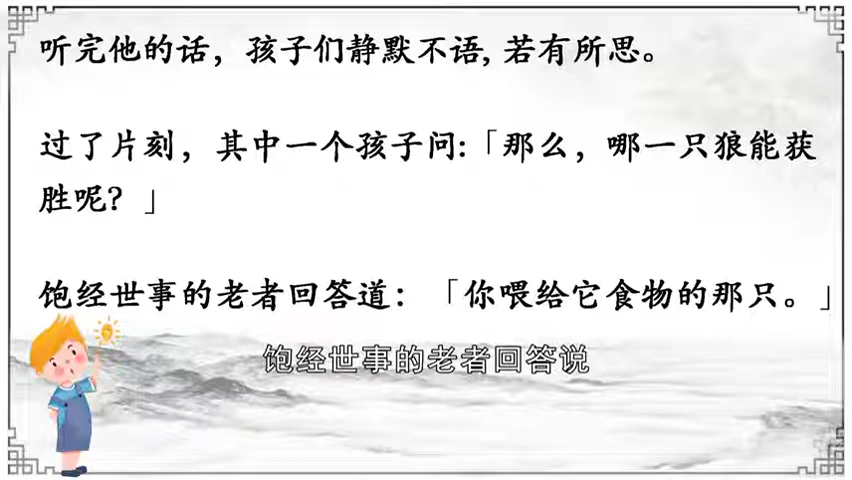 听完他的话，孩子们静默不语,若有所思。
过了片刻，其中一个孩子问:「那么，哪一只狼能获
胜呢？」
饱经世事的老者回答道：「你喂给它食物的那只。」
饱经世事的老者回答说